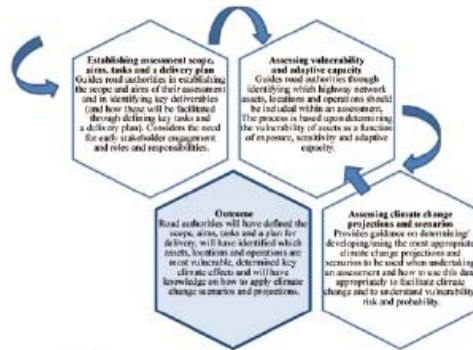 Establishing assessment scope,
aims, tasks and a delivery plan
Guides road authorities in establishing
the scope and aims of their assessment
and in identifying key deliverables
(and how these will be facilitated
through defining key tasks and
a delivery plan). Considers the need
for early stakeholder engagement
and roles and responsibilities.
Assessing vulnerability
and adaptive capacity
Guides road authorities through
identifying which highway network
assets, locations and operations should
be included within an assessment.
The process is based upon determining
the vulnerability of assets as a function
of exposure, sensitivity and adaptive
capacity.
Outcome
Road authorities will have defined the
scope, aims, tasks and a plan for
delivery, will have identified which
assets, locations and operations are
most vulnerable, determined key
climate effects and will have
knowledge on how to apply climate
change scenarios and projections.
Assessing climate change
projections and scenarios
Provides guidance on determining/
developing/using the most appropriate
climate change projections and
scenarios to be used when undertaking
an assessment and how to use this data
appropriately to facilitate climate
change and to understand vulnerability,
risk and probability.